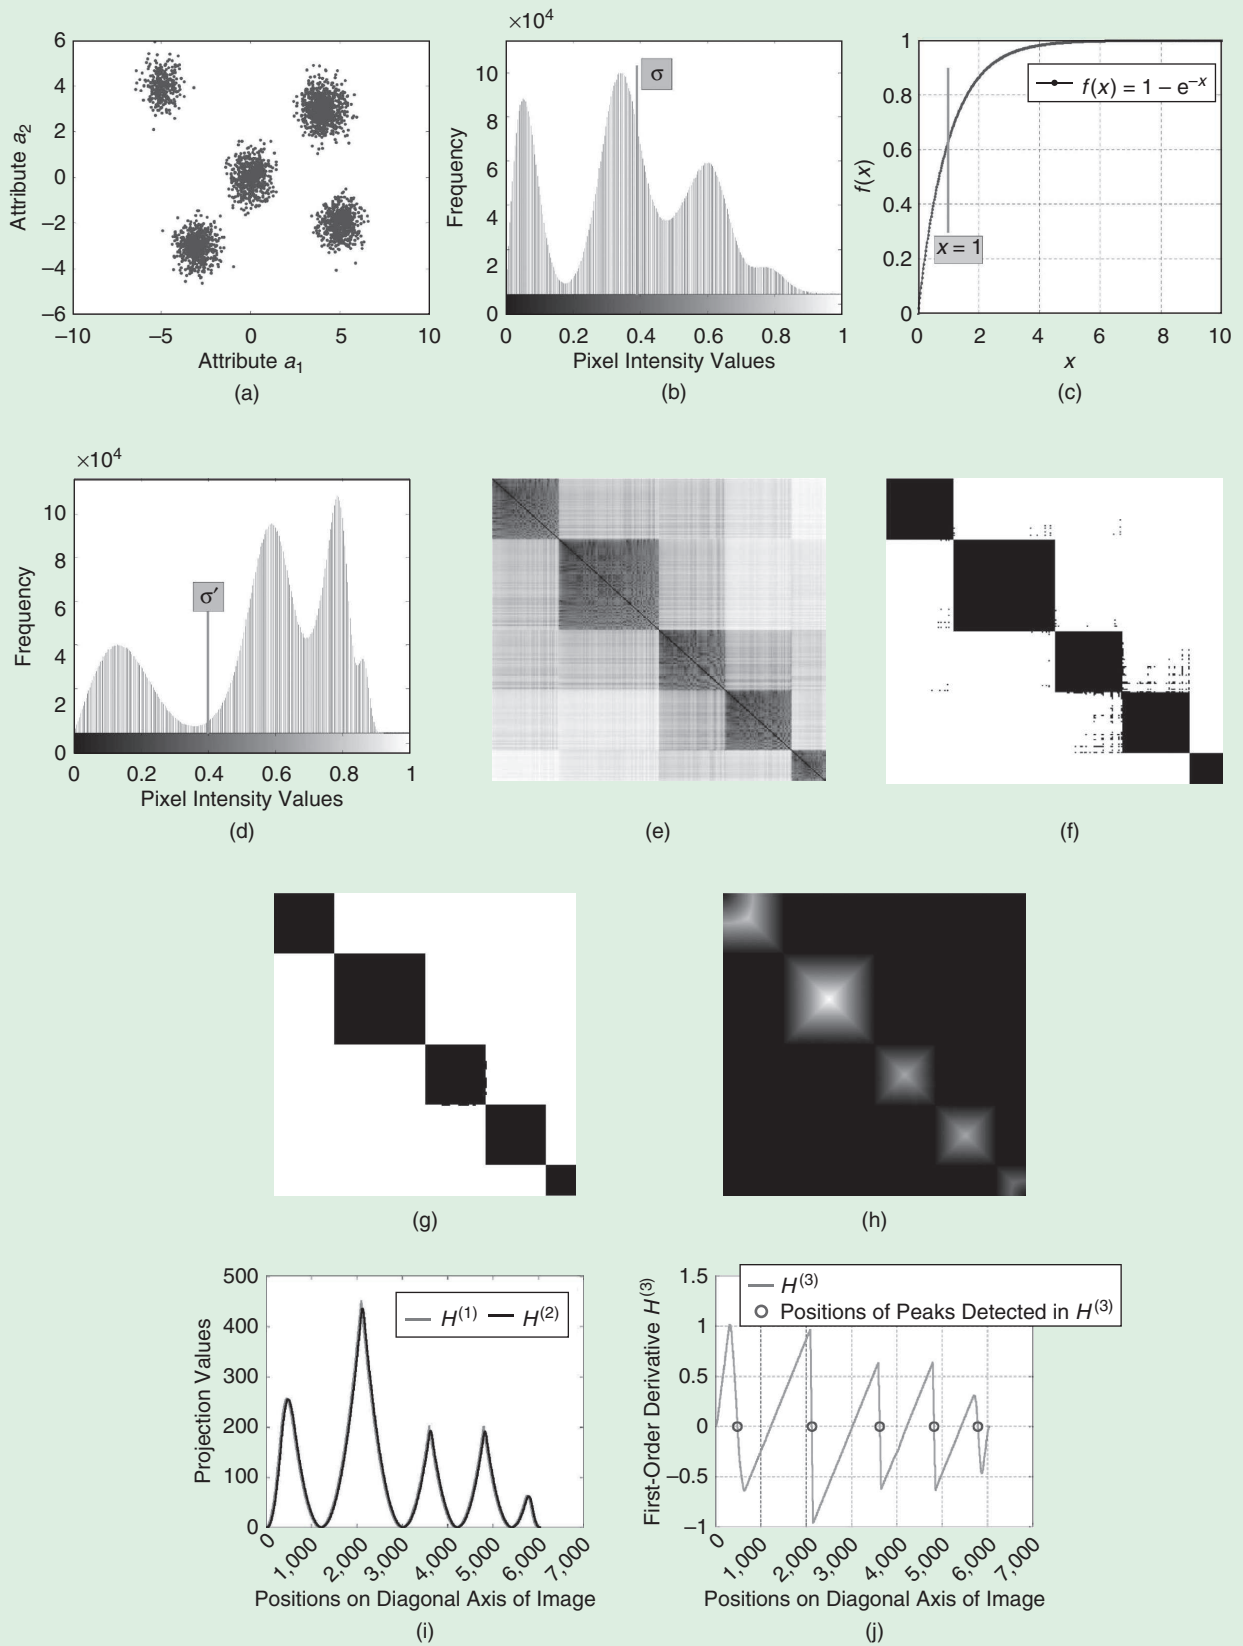 6
4
2
0
−2
−4
−6
−10
−5
0
5
10
Attribute a2
Attribute a1
(a)
×10⁴
10
8
6
4
2
0
0
0.2
0.4
0.6
0.8
1
σ
Frequency
Pixel Intensity Values
(b)
1
0.8
0.6
0.4
0.2
0
0
2
4
6
8
10
f(x) = 1 − e⁻ˣ
x = 1
f(x)
x
(c)
×10⁴
10
8
6
4
2
0
0
0.2
0.4
0.6
0.8
1
σ′
Frequency
Pixel Intensity Values
(d)
(e)
(f)
(g)
(h)
500
400
300
200
100
0
0
1,000
2,000
3,000
4,000
5,000
6,000
7,000
H⁽¹⁾ H⁽²⁾
Projection Values
Positions on Diagonal Axis of Image
(i)
1.5
1
0.5
0
−0.5
−1
0
1,000
2,000
3,000
4,000
5,000
6,000
7,000
H⁽³⁾
Positions of Peaks Detected in H⁽³⁾
First-Order Derivative H⁽³⁾
Positions on Diagonal Axis of Image
(j)